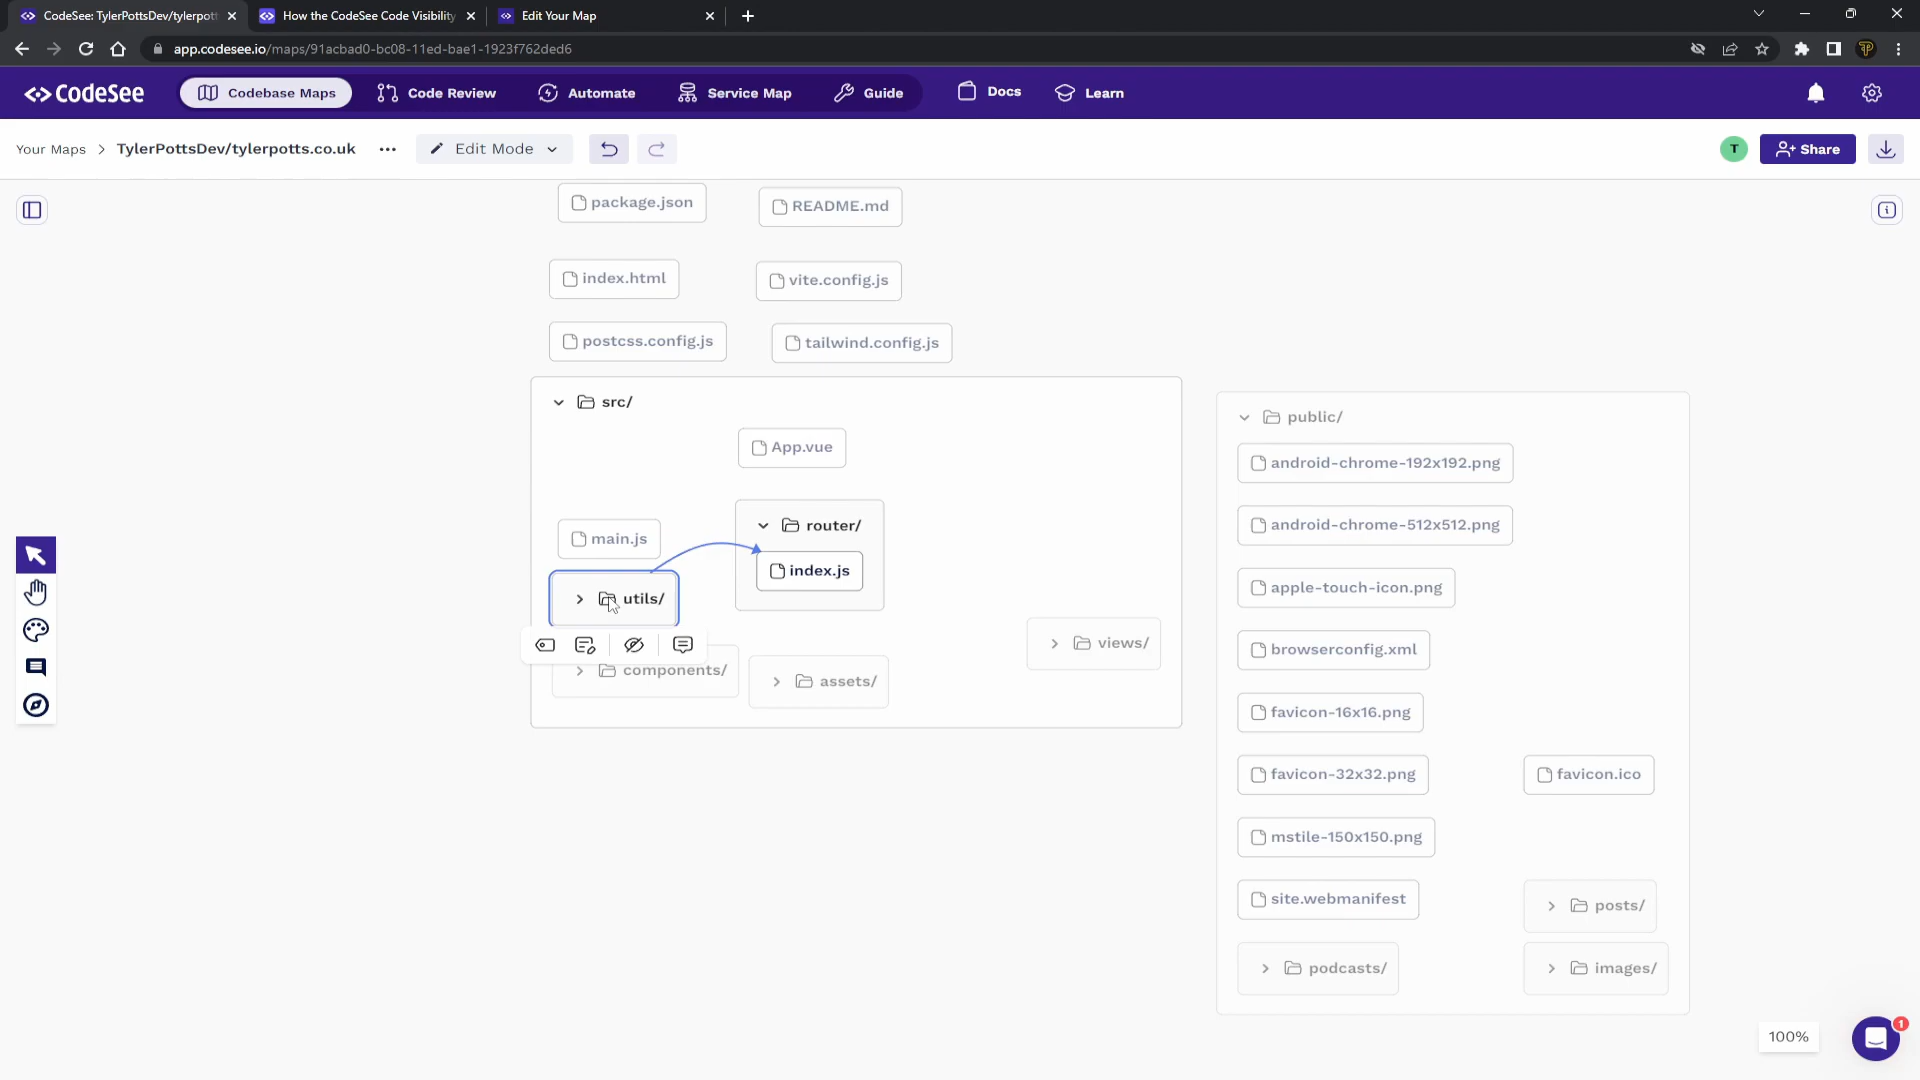 CodeSee: TylerPottsDev/tylerpott
How the CodeSee Code Visibility
Edit Your Map
app.codesee.io/maps/91acbad0-bc08-11ed-bae1-1923f762ded6
CodeSee
Codebase Maps
Code Review
Automate
Service Map
Guide
Docs
Learn
Your Maps > TylerPottsDev/tylerpotts.co.uk
Edit Mode
T
Share
package.json
README.md
index.html
vite.config.js
postcss.config.js
tailwind.config.js
src/
App.vue
main.js
router/
index.js
utils/
components/
assets/
views/
public/
android-chrome-192x192.png
android-chrome-512x512.png
apple-touch-icon.png
browserconfig.xml
favicon-16x16.png
favicon-32x32.png
favicon.ico
mstile-150x150.png
site.webmanifest
posts/
podcasts/
images/
100%
1